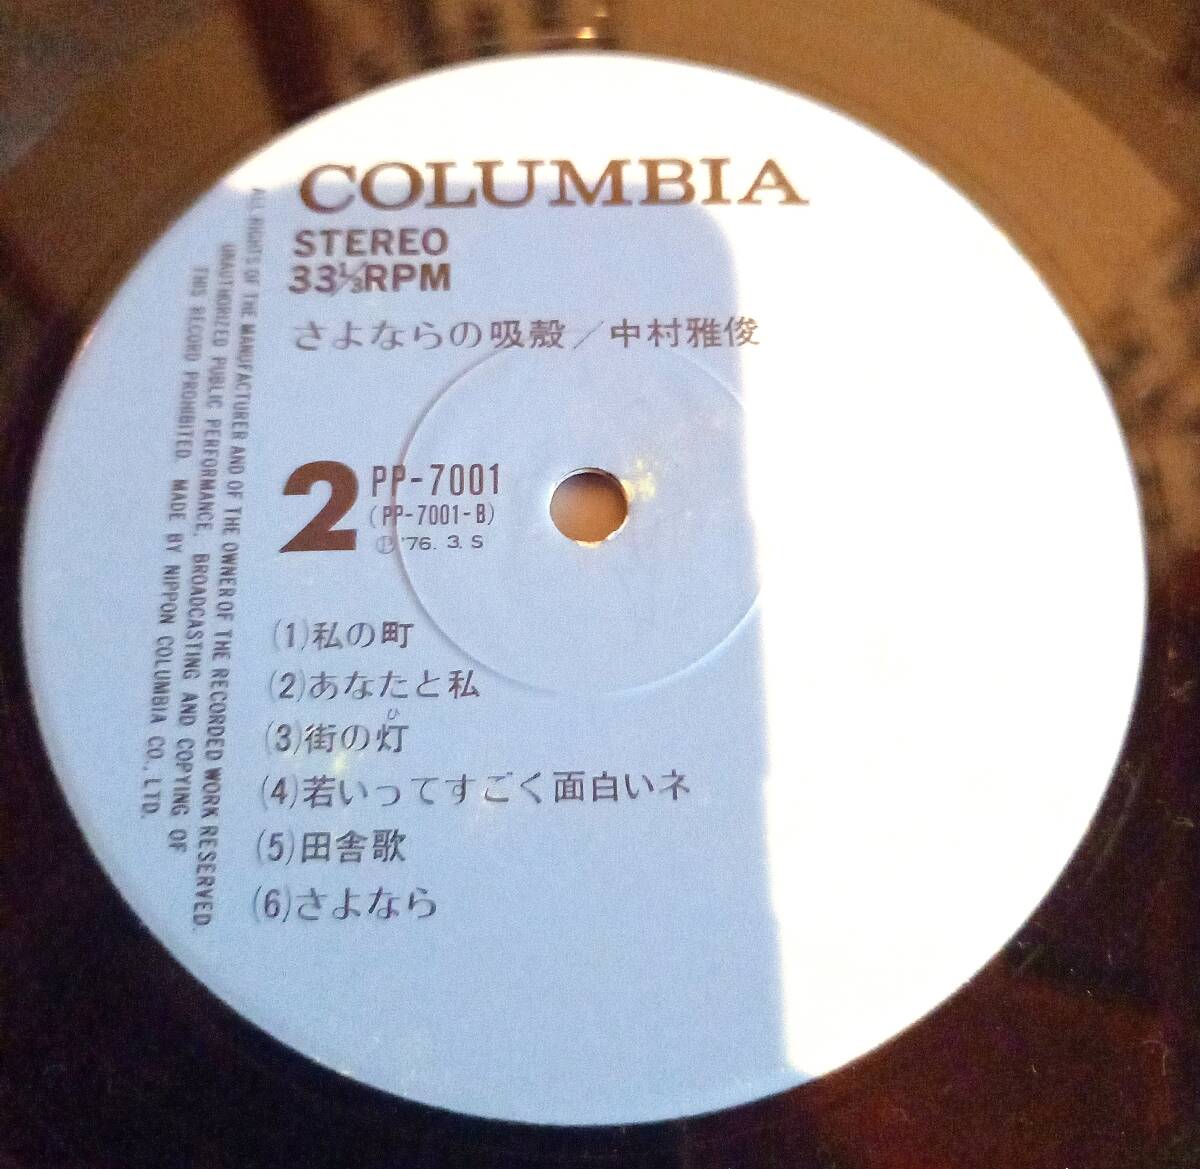 COLUMBIA
STEREO
33⅓RPM
さよならの吸殻／中村雅俊
2
PP-7001
(PP-7001-B)
Ⓟ '76. 3. S
(1)私の町
(2)あなたと私
ひ
(3)街の灯
(4)若いってすごく面白いネ
(5)田舎歌
(6)さよなら
ALL RIGHTS OF THE MANUFACTURER AND OF THE OWNER OF THE RECORDED WORK RESERVED.
UNAUTHORIZED PUBLIC PERFORMANCE, BROADCASTING AND COPYING OF
THIS RECORD PROHIBITED. MADE BY NIPPON COLUMBIA CO., LTD.